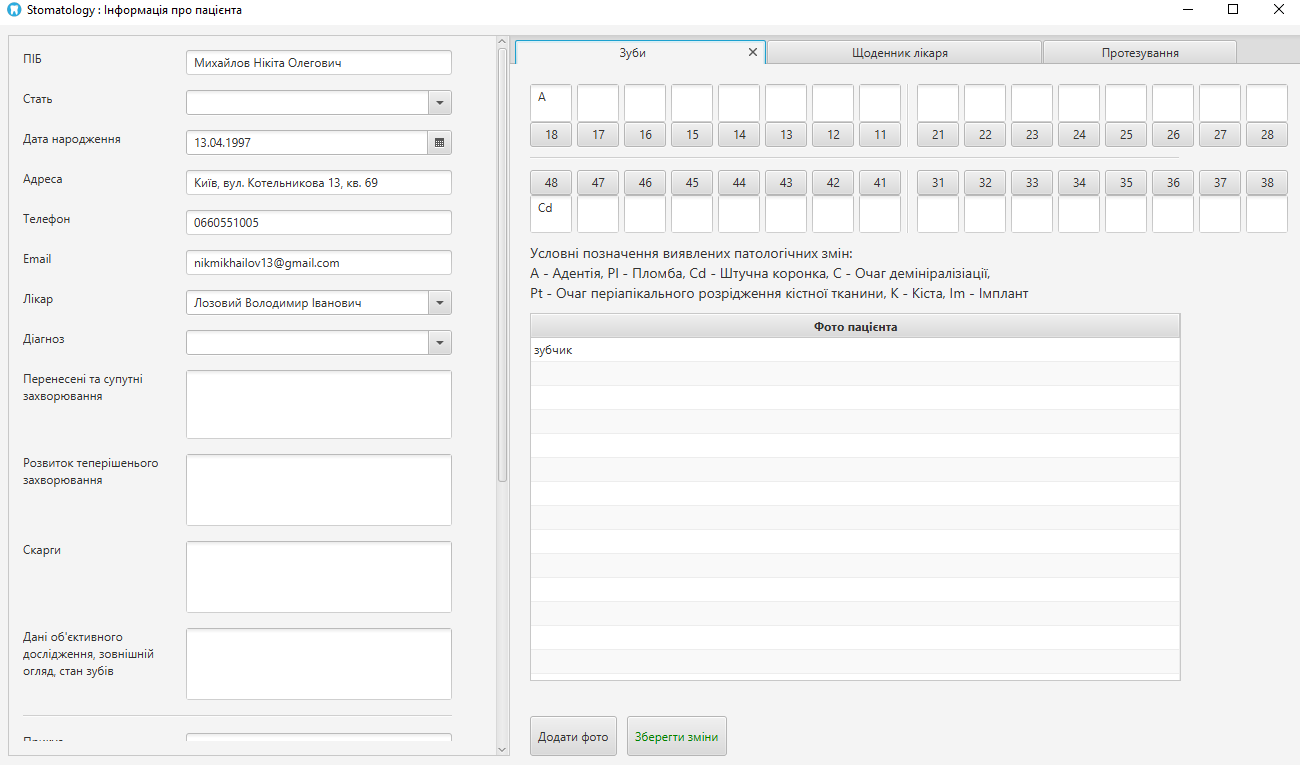 Stomatology : Інформація про пацієнта
ПІБ
Михайлов Нікіта Олегович
Стать
Дата народження
13.04.1997
Адреса
Київ, вул. Котельникова 13, кв. 69
Телефон
0660551005
Email
nikmikhailov13@gmail.com
Лікар
Лозовий Володимир Іванович
Діагноз
Перенесені та супутні
захворювання
Розвиток теперішенього
захворювання
Скарги
Дані об'єктивного
дослідження, зовнішній
огляд, стан зубів
Зуби
Щоденник лікаря
Протезування
A
18 17 16 15 14 13 12 11 21 22 23 24 25 26 27 28
48 47 46 45 44 43 42 41 31 32 33 34 35 36 37 38
Cd
Условні позначення виявлених патологічних змін:
A - Адентія, Pl - Пломба, Cd - Штучна коронка, C - Очаг демініралізіації,
Pt - Очаг періапікального розрідження кістної тканини, K - Кіста, Im - Імплант
Фото пацієнта
зубчик
Додати фото
Зберегти зміни